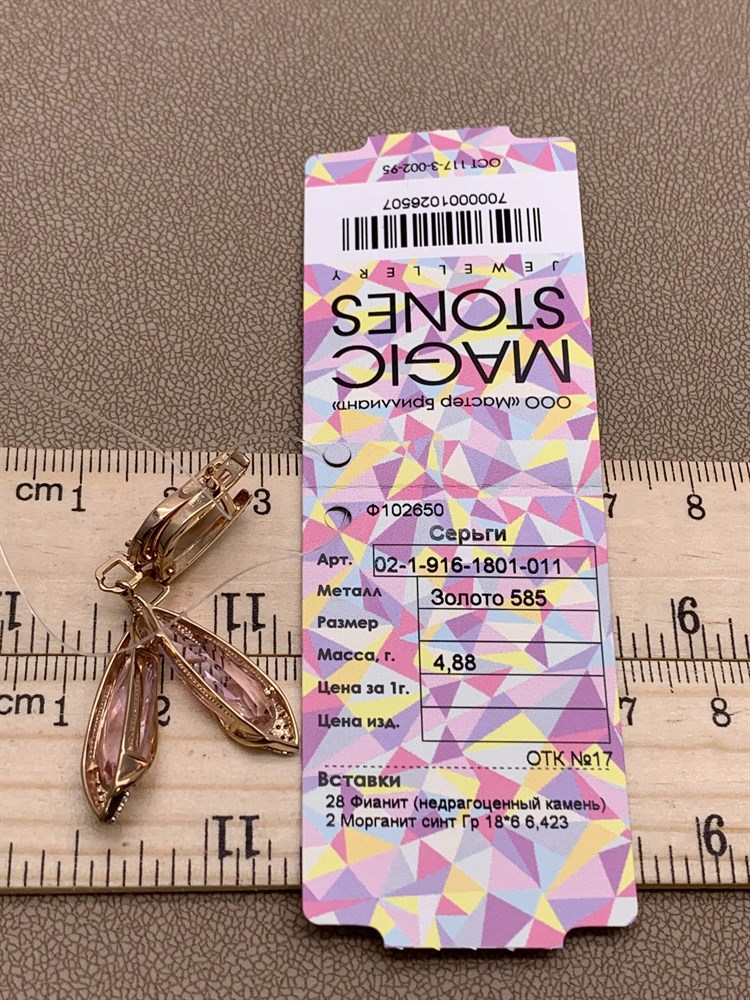 ОСТ 117-3-002-95
7000001026507
JEWELLERY
MAGIC
STONES
ООО «Мастер Бриллиант»
Ф102650
Серьги
Арт. 02-1-916-1801-011
Металл Золото 585
Размер
Масса, г. 4,88
Цена за 1г.
Цена изд.
ОТК №17
Вставки
28 Фианит (недрагоценный камень)
2 Морганит синт Гр 18*6 6,423
cm 1 3 7 8
11 6
cm 1 2 7 8
11 6